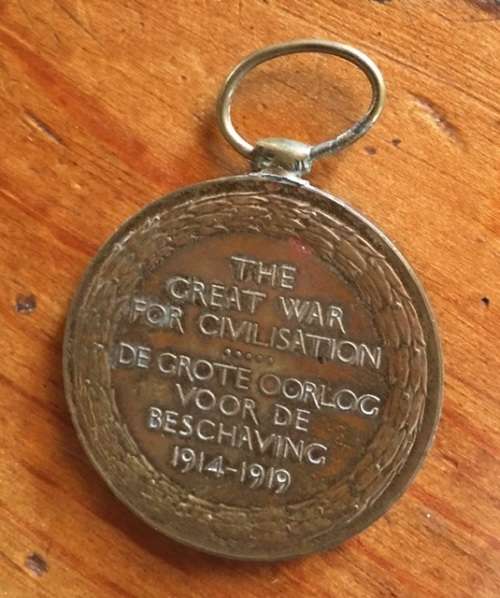 THE
GREAT WAR
FOR CIVILISATION
.....
DE GROTE OORLOG
VOOR DE
BESCHAVING
1914-1919